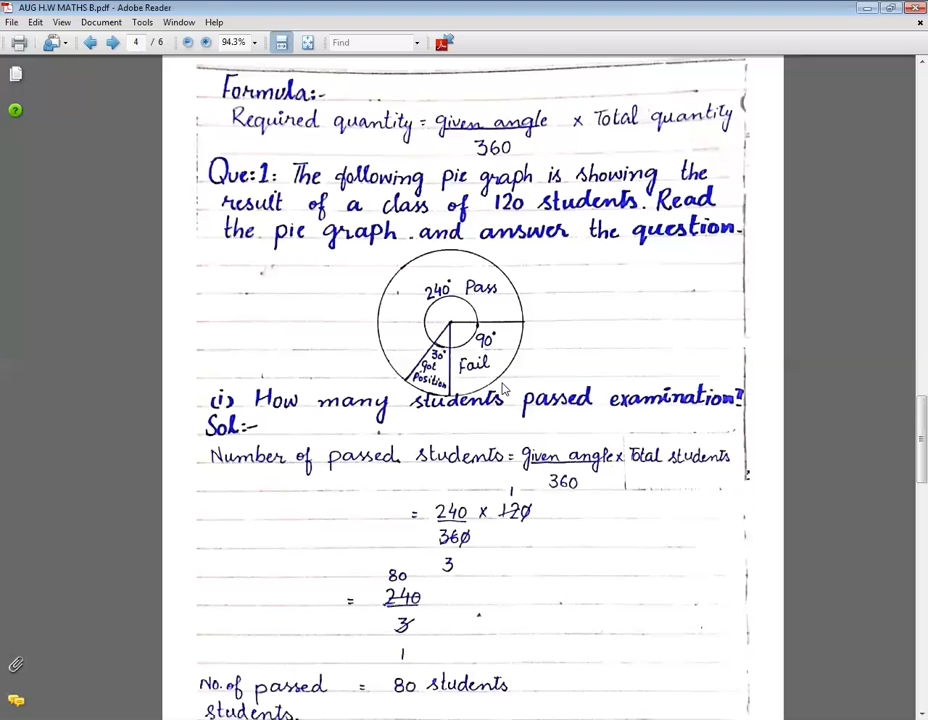 AUG H.W MATHS B.pdf - Adobe Reader
File Edit View Document Tools Window Help
4 / 6 94.3% Find
Formula:-
Required quantity = given angle × Total quantity
360
Que:1: The following pie graph is showing the
result of a class of 120 students. Read
the pie graph and answer the question.
240° Pass
90°
30°
got
Position
Fail
(i) How many students passed examination?
Sol:-
Number of passed students = given angle × Total students
360
1
= 240 × 120
360
3
80
= 240
3
1
No. of passed = 80 students
students.